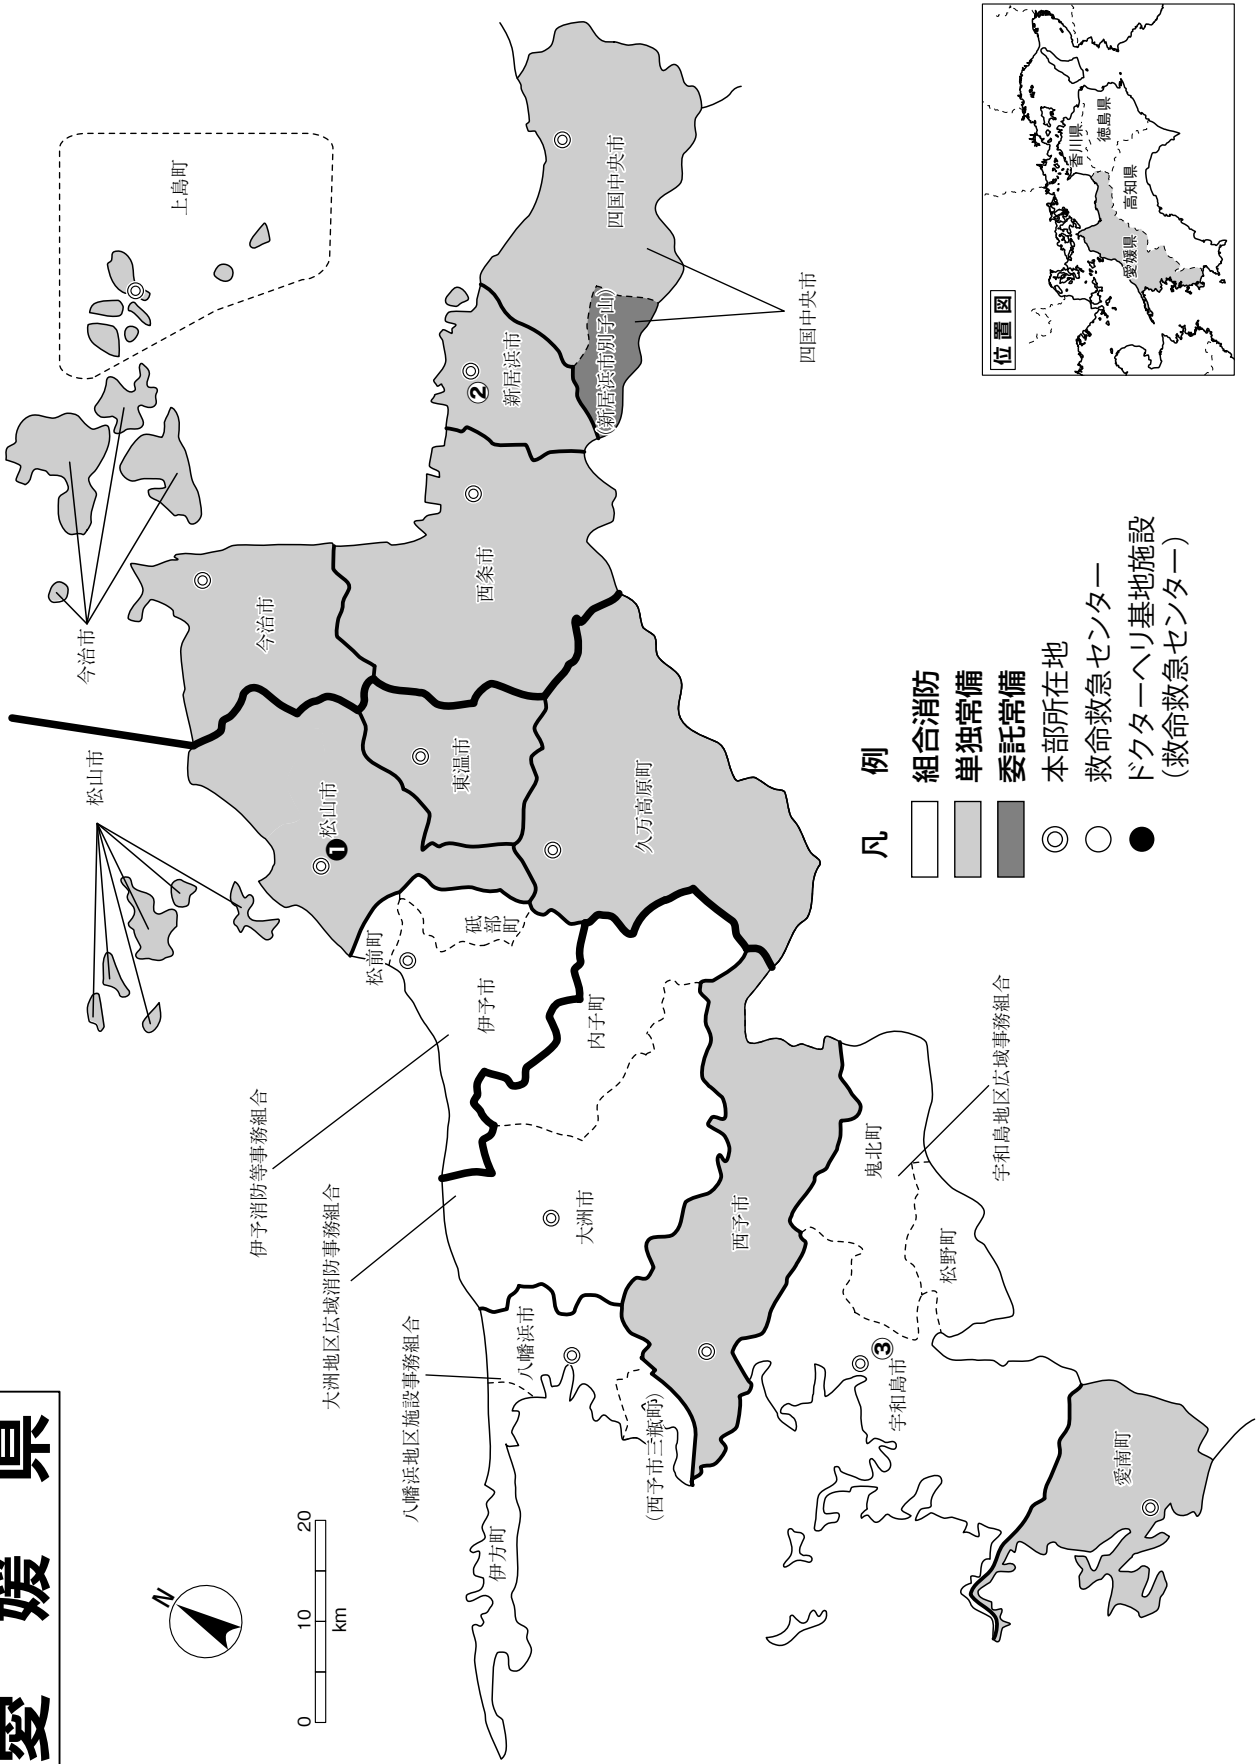 愛媛県
N
0 10 20
km
上島町
今治市
松山市
今治市
松山市
❶
東温市
西条市
新居浜市
②
(新居浜市別子山)
四国中央市
四国中央市
久万高原町
松前町
砥部町
伊予市
内子町
伊予消防等事務組合
大洲地区広域消防事務組合
大洲市
八幡浜地区施設事務組合
八幡浜市
伊方町
(西予市三瓶町)
西予市
鬼北町
松野町
宇和島地区広域事務組合
③
宇和島市
愛南町
凡 例
組合消防
単独常備
委託常備
本部所在地
救命救急センター
ドクターヘリ基地施設
(救命救急センター)
位置図
香川県
徳島県
高知県
愛媛県